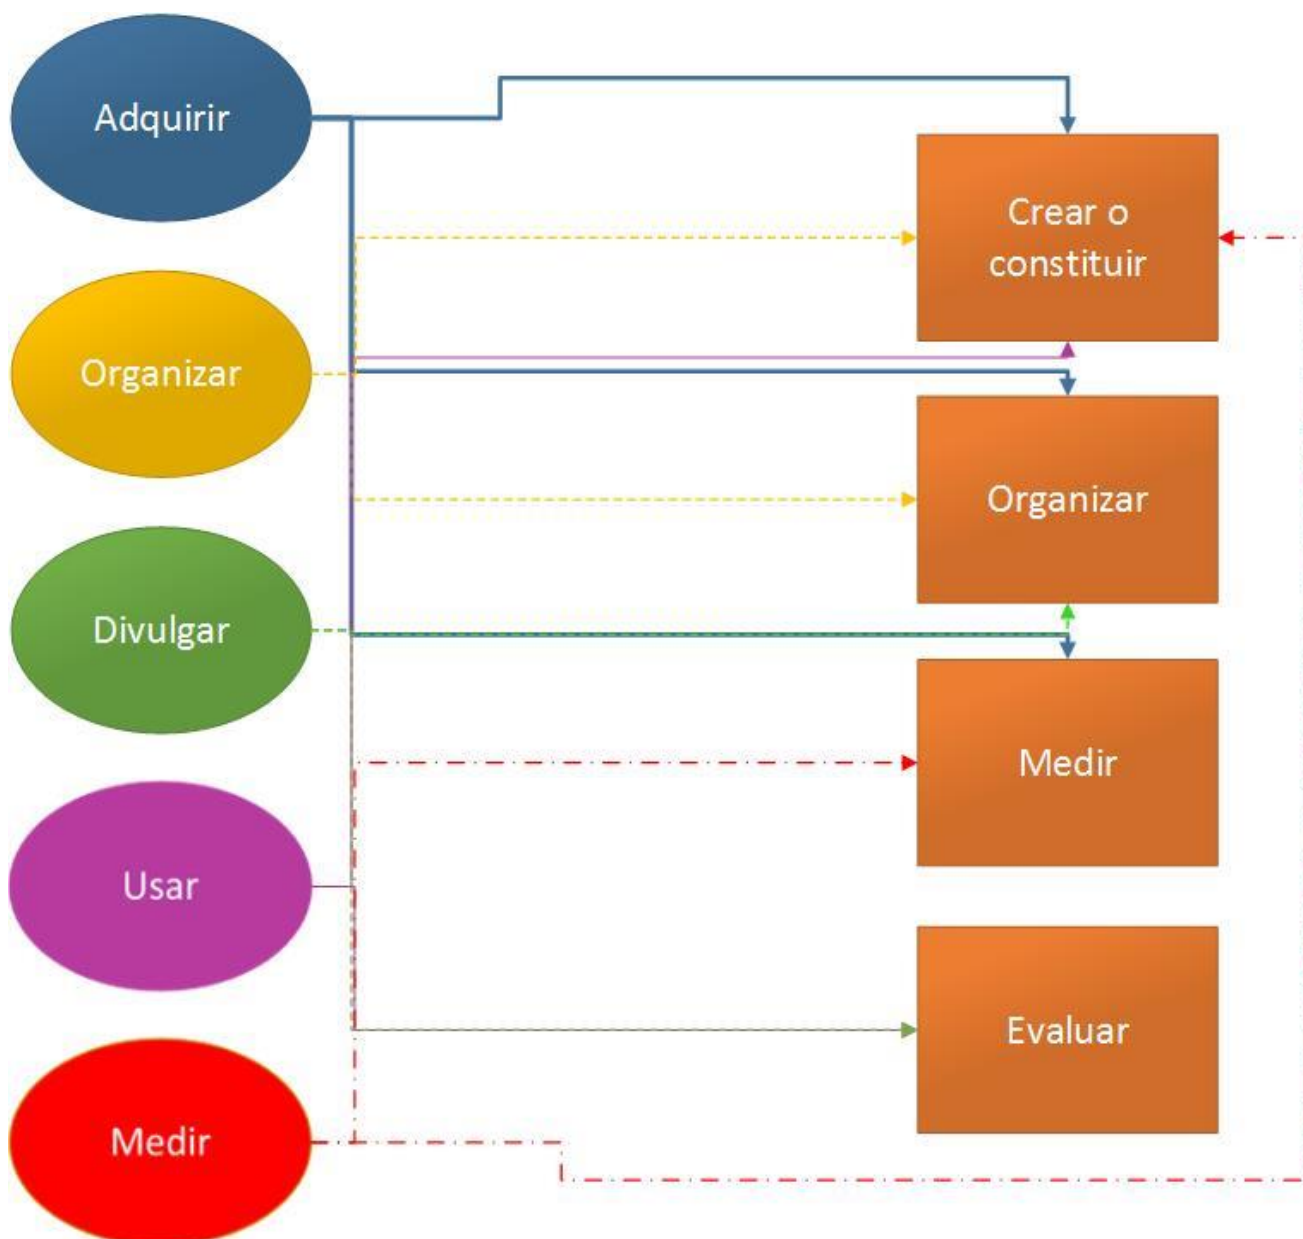 Adquirir
Crear o
constituir
Organizar
Organizar
Divulgar
Medir
Usar
Evaluar
Medir